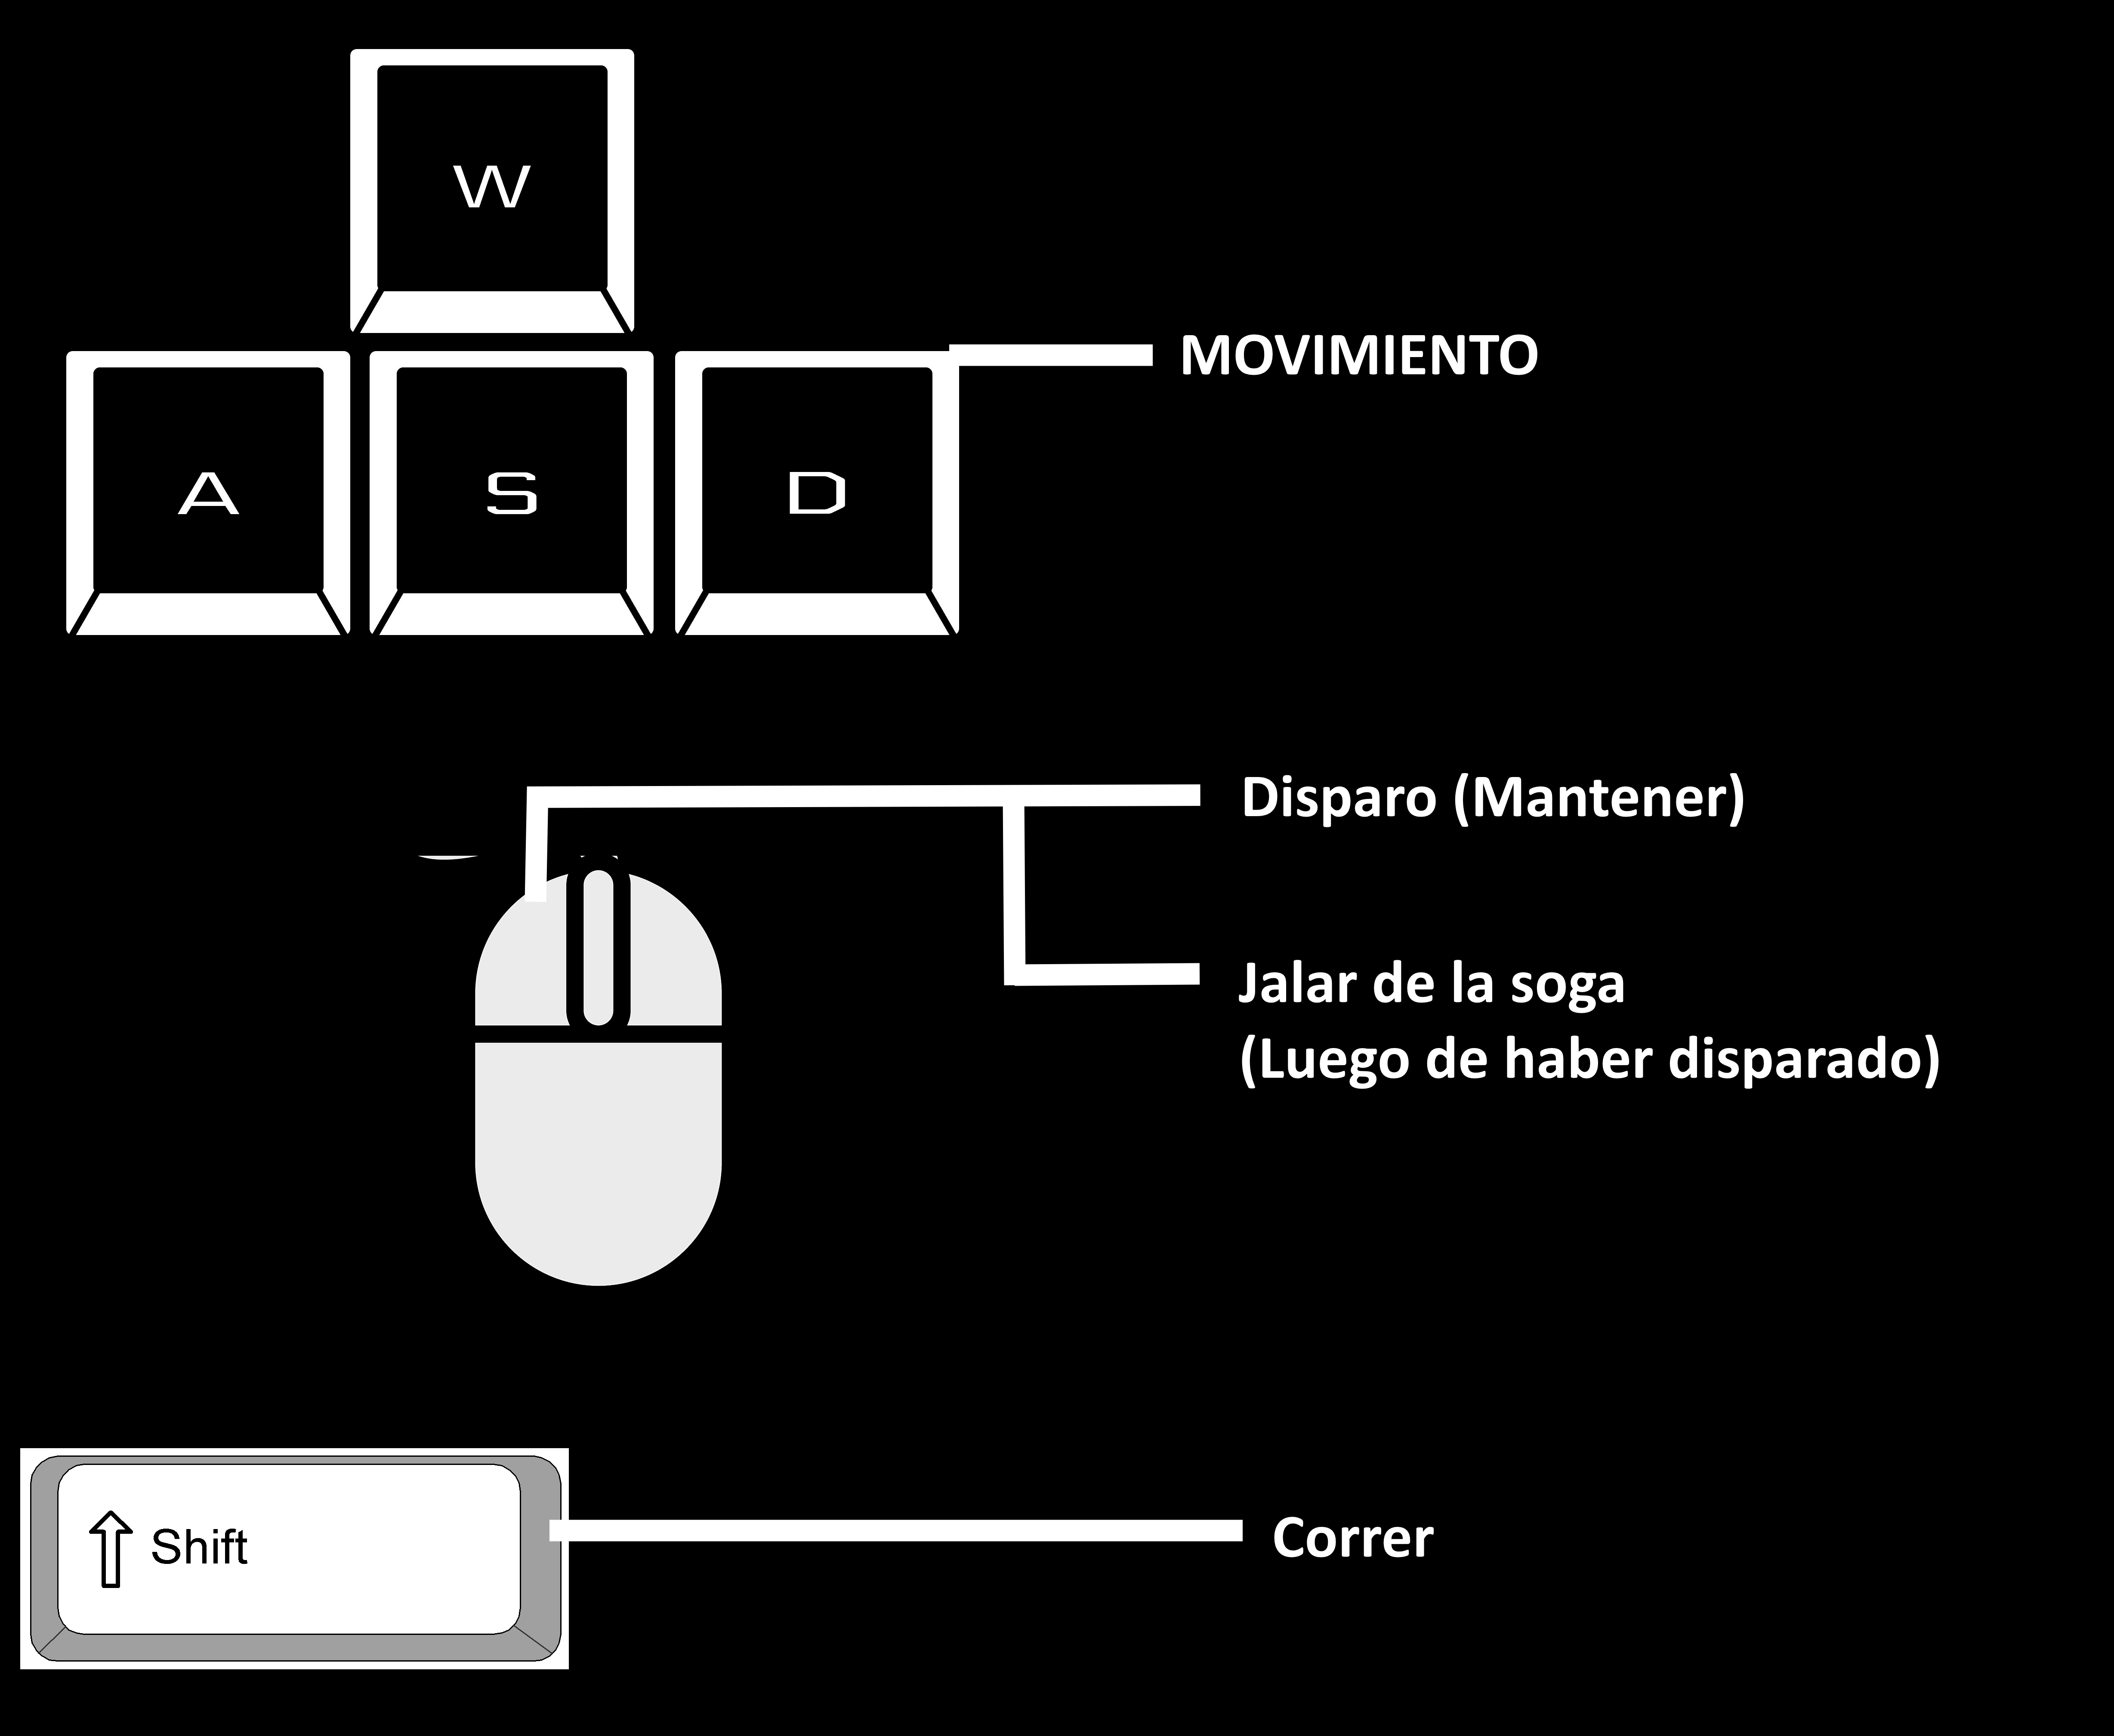 W
MOVIMIENTO
A S D
Disparo (Mantener)
Jalar de la soga
(Luego de haber disparado)
Shift
Correr